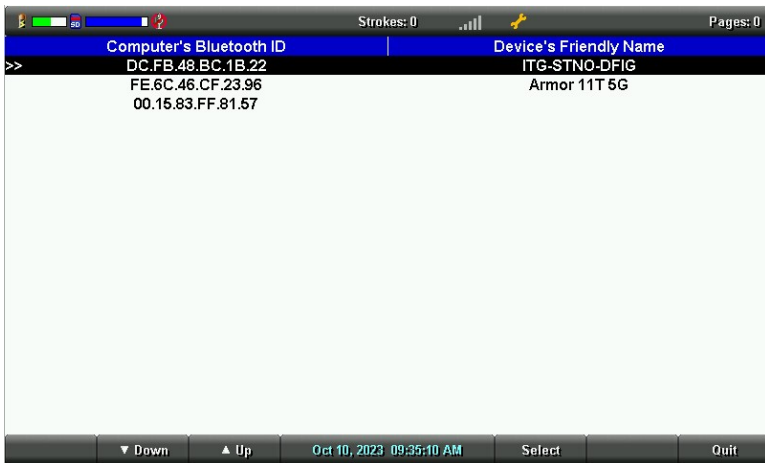 SD Strokes: 0 Pages: 0
Computer's Bluetooth ID Device's Friendly Name
>> DC.FB.48.BC.1B.22 ITG-STNO-DFIG
FE.6C.46.CF.23.96 Armor 11T 5G
00.15.83.FF.81.57
▼ Down ▲ Up Oct 10, 2023 09:35:10 AM Select Quit